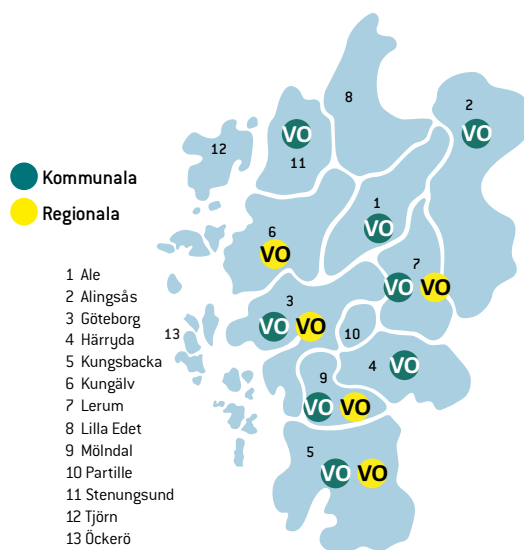 8
2
VO
VO
12
11
Kommunala
1
Regionala
6
VO
VO
7
1 Ale
2 Alingsås
3 Göteborg
4 Härryda
5 Kungsbacka
6 Kungälv
7 Lerum
8 Lilla Edet
9 Mölndal
10 Partille
11 Stenungsund
12 Tjörn
13 Öckerö
VO VO
3
VO VO
13
10
4
VO
9
VO VO
5
VO VO